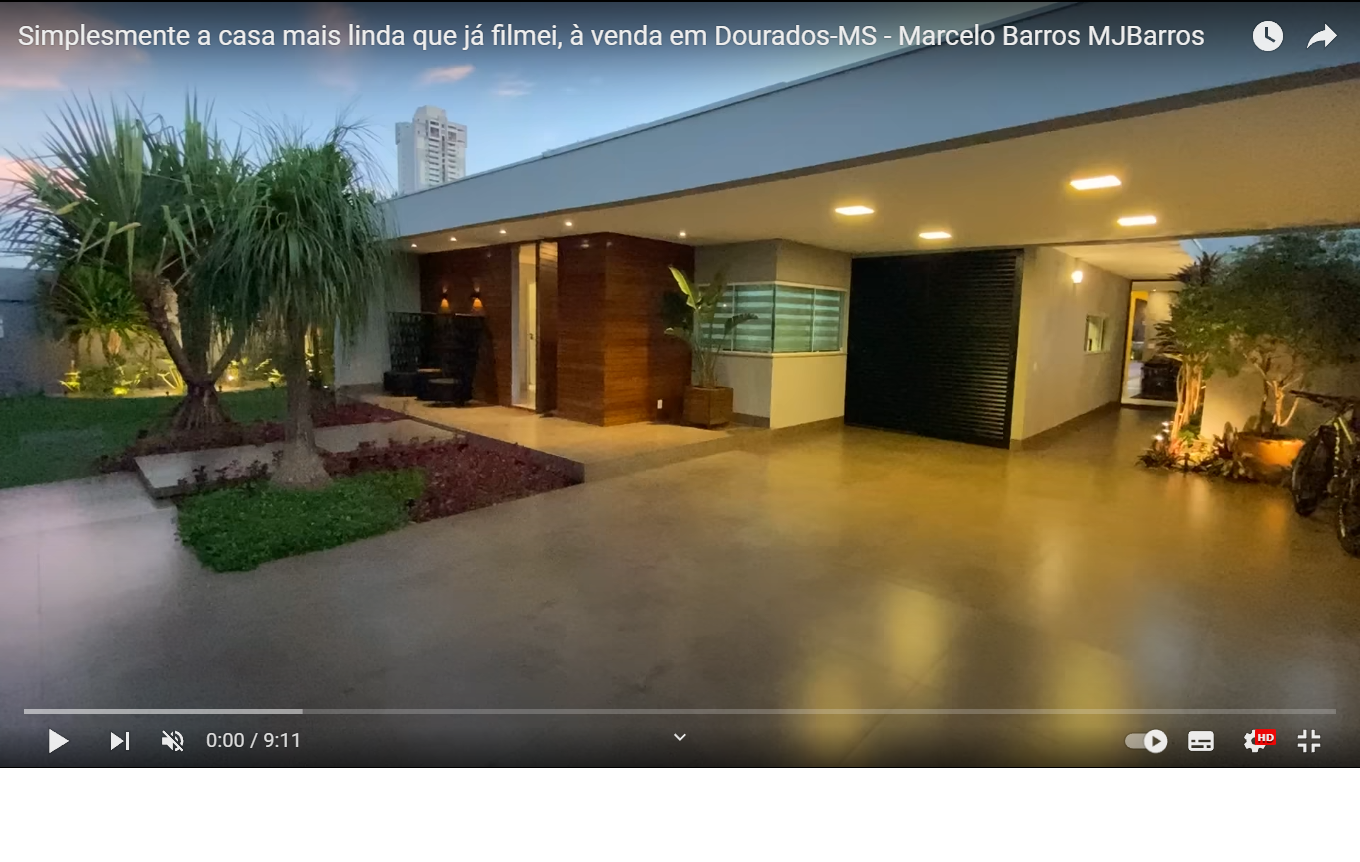 Simplesmente a casa mais linda que já filmei, à venda em Dourados-MS - Marcelo Barros MJBarros
0:00 / 9:11
HD